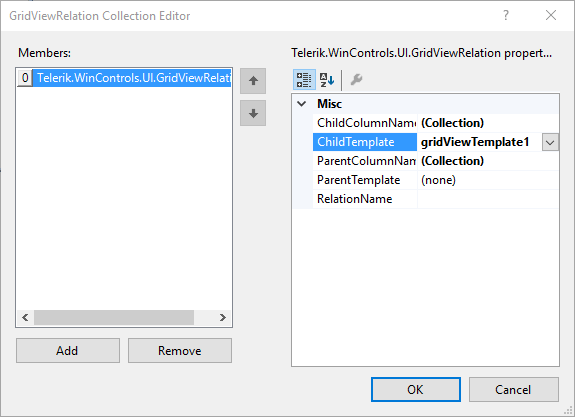 GridViewRelation Collection Editor
Members:
0 Telerik.WinControls.UI.GridViewRelati
Add
Remove
Telerik.WinControls.UI.GridViewRelation propert...
Misc
ChildColumnName (Collection)
ChildTemplate gridViewTemplate1
ParentColumnNam (Collection)
ParentTemplate (none)
RelationName
OK
Cancel